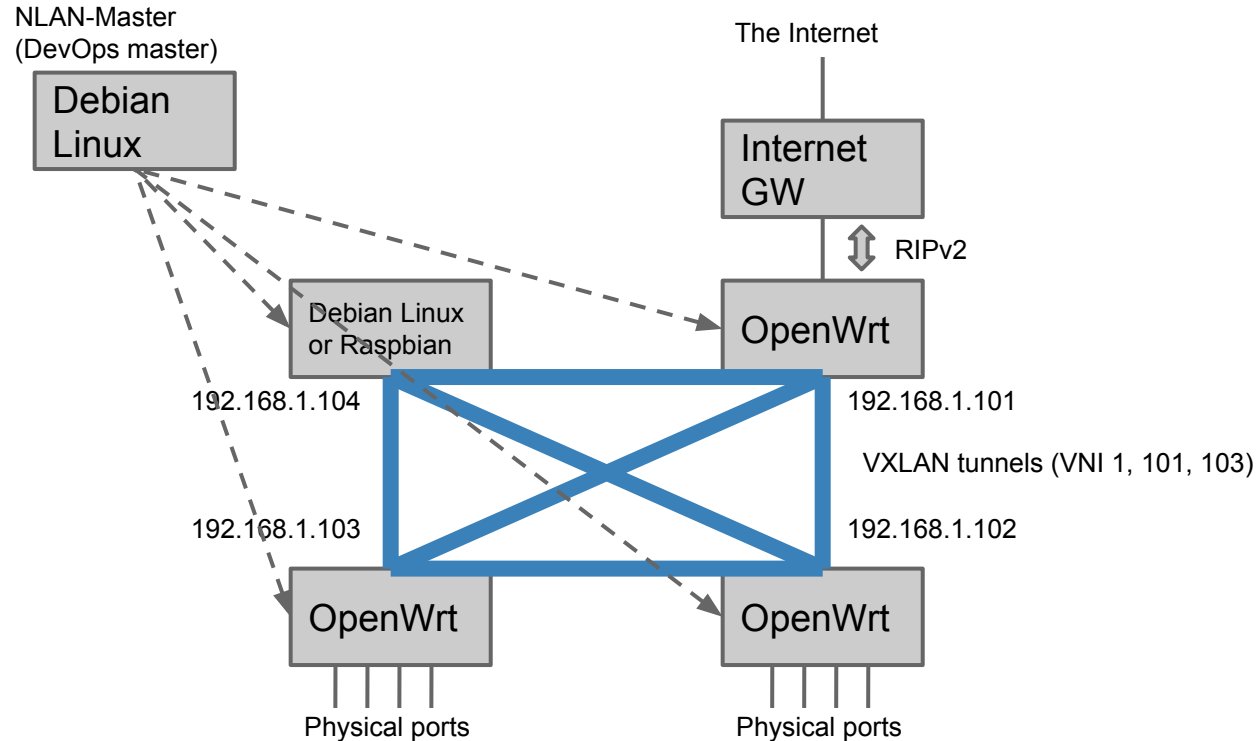 NLAN-Master
(DevOps master)
Debian
Linux
The Internet
Internet
GW
RIPv2
Debian Linux
or Raspbian
OpenWrt
192.168.1.104
192.168.1.101
VXLAN tunnels (VNI 1, 101, 103)
192.168.1.103
192.168.1.102
OpenWrt
OpenWrt
Physical ports
Physical ports